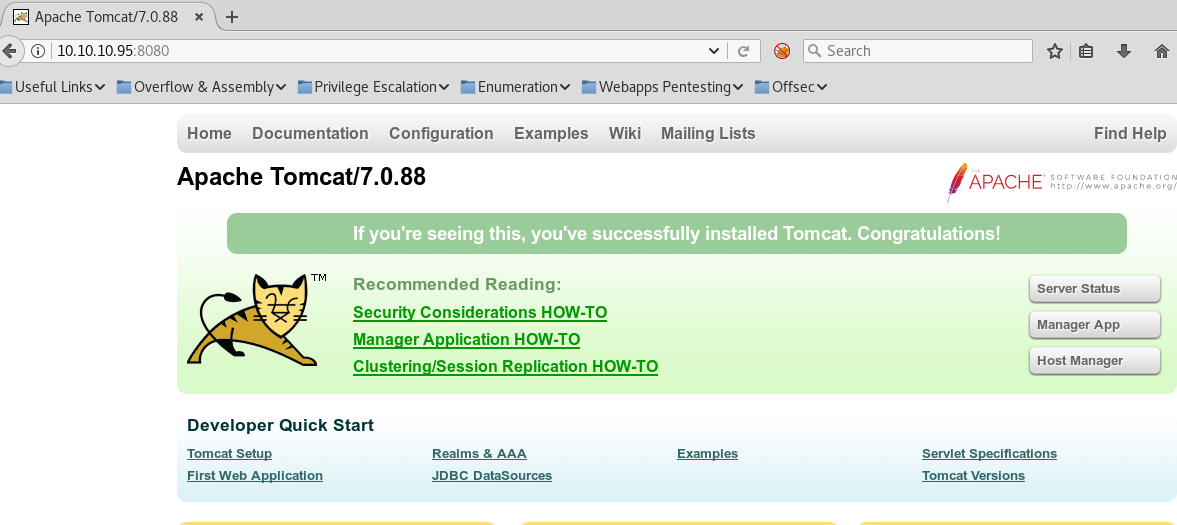 Apache Tomcat/7.0.88
10.10.10.95:8080
Search
Useful Links
Overflow & Assembly
Privilege Escalation
Enumeration
Webapps Pentesting
Offsec
Home Documentation Configuration Examples Wiki Mailing Lists Find Help
Apache Tomcat/7.0.88
THE
APACHE
SOFTWARE FOUNDATION
http://www.apache.org/
If you're seeing this, you've successfully installed Tomcat. Congratulations!
TM
Recommended Reading:
Security Considerations HOW-TO
Manager Application HOW-TO
Clustering/Session Replication HOW-TO
Server Status
Manager App
Host Manager
Developer Quick Start
Tomcat Setup
First Web Application
Realms & AAA
JDBC DataSources
Examples
Servlet Specifications
Tomcat Versions